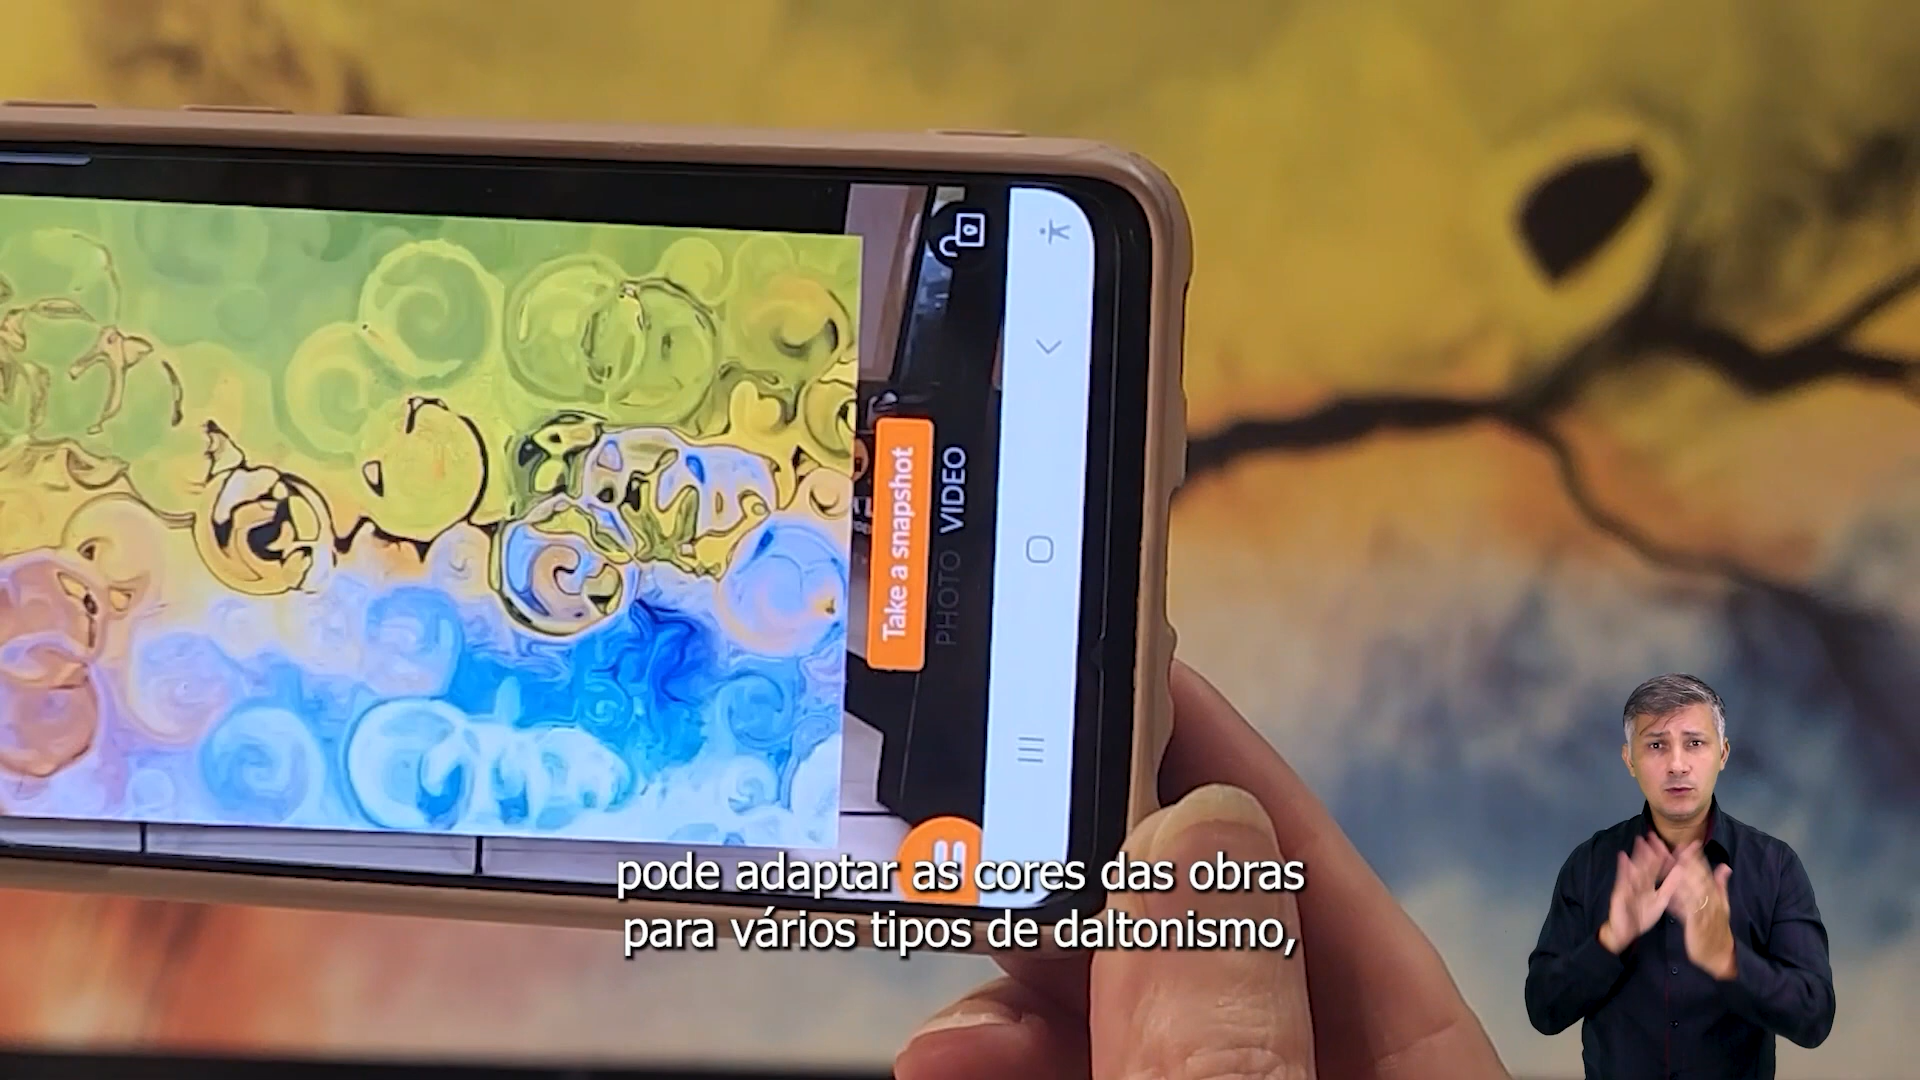 Take a snapshot
PHOTO VIDEO
pode adaptar as cores das obras
para vários tipos de daltonismo,